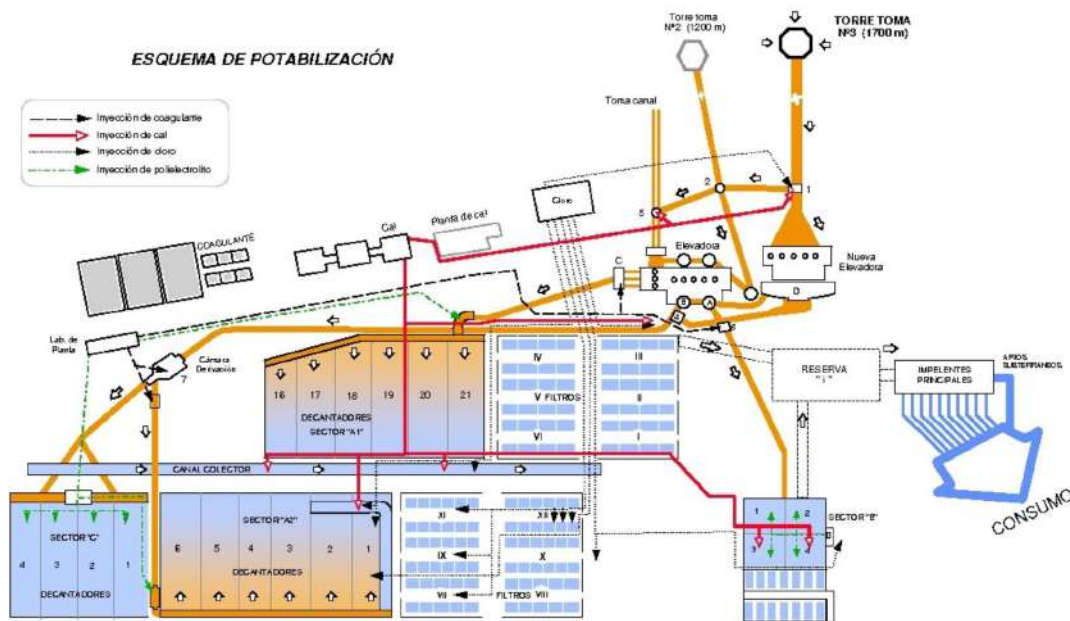 ESQUEMA DE POTABILIZACIÓN
Inyección de coagulante
Inyección de cal
Inyección de cloro
Inyección de polielectrolito
Torre toma
Nº2 (1200 m)
TORRE TOMA
Nº3 (1700 m)
Toma canal
1
2
5
Cloro
Planta de cal
Cal
COAGULANTE
Elevadora
Nueva
Elevadora
C
D
B
A
Lab. de
Planta
Cámara
Derivación
7
16
17
18
19
20
21
DECANTADORES
SECTOR "A1"
IV
III
V
FILTROS
II
VI
I
RESERVA
IMPELENTES
PRINCIPALES
SUBTERRANEOS
CONSUMO
CANAL COLECTOR
SECTOR "C"
4
3
2
1
DECANTADORES
SECTOR "A2"
6
5
4
3
2
1
DECANTADORES
XI
XII
IX
X
VII
FILTROS
VIII
1
2
3
4
SECTOR "B"